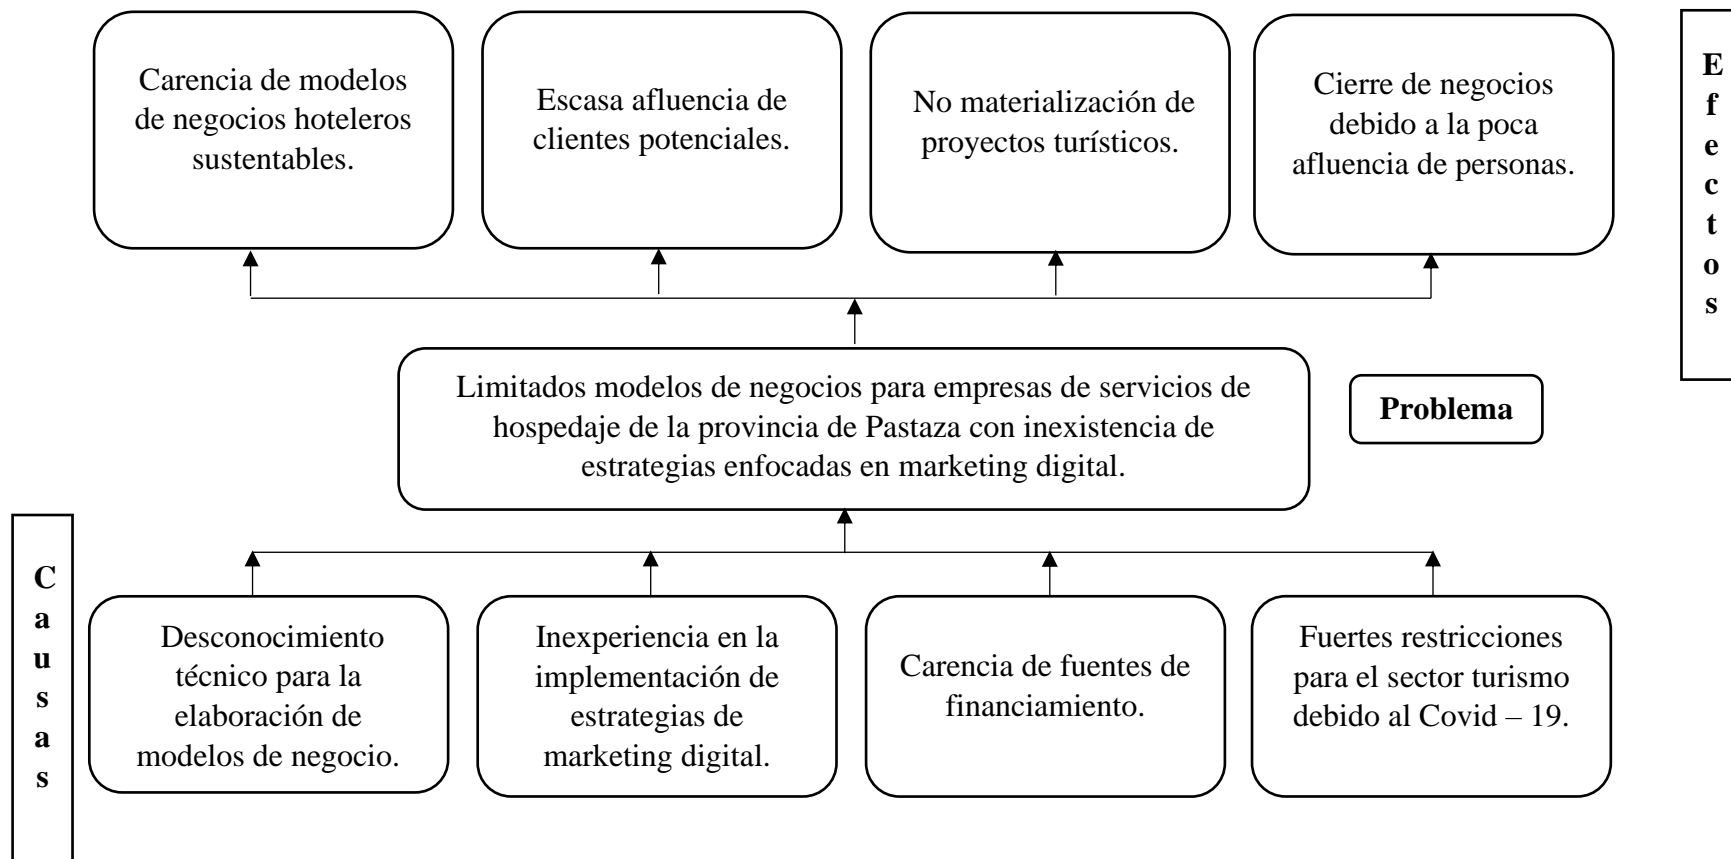 Carencia de modelos
de negocios hoteleros
sustentables.
Escasa afluencia de
clientes potenciales.
No materialización de
proyectos turísticos.
Cierre de negocios
debido a la poca
afluencia de personas.
Efectos
Limitados modelos de negocios para empresas de servicios de
hospedaje de la provincia de Pastaza con inexistencia de
estrategias enfocadas en marketing digital.
Problema
Causas
Desconocimiento
técnico para la
elaboración de
modelos de negocio.
Inexperiencia en la
implementación de
estrategias de
marketing digital.
Carencia de fuentes de
financiamiento.
Fuertes restricciones
para el sector turismo
debido al Covid – 19.